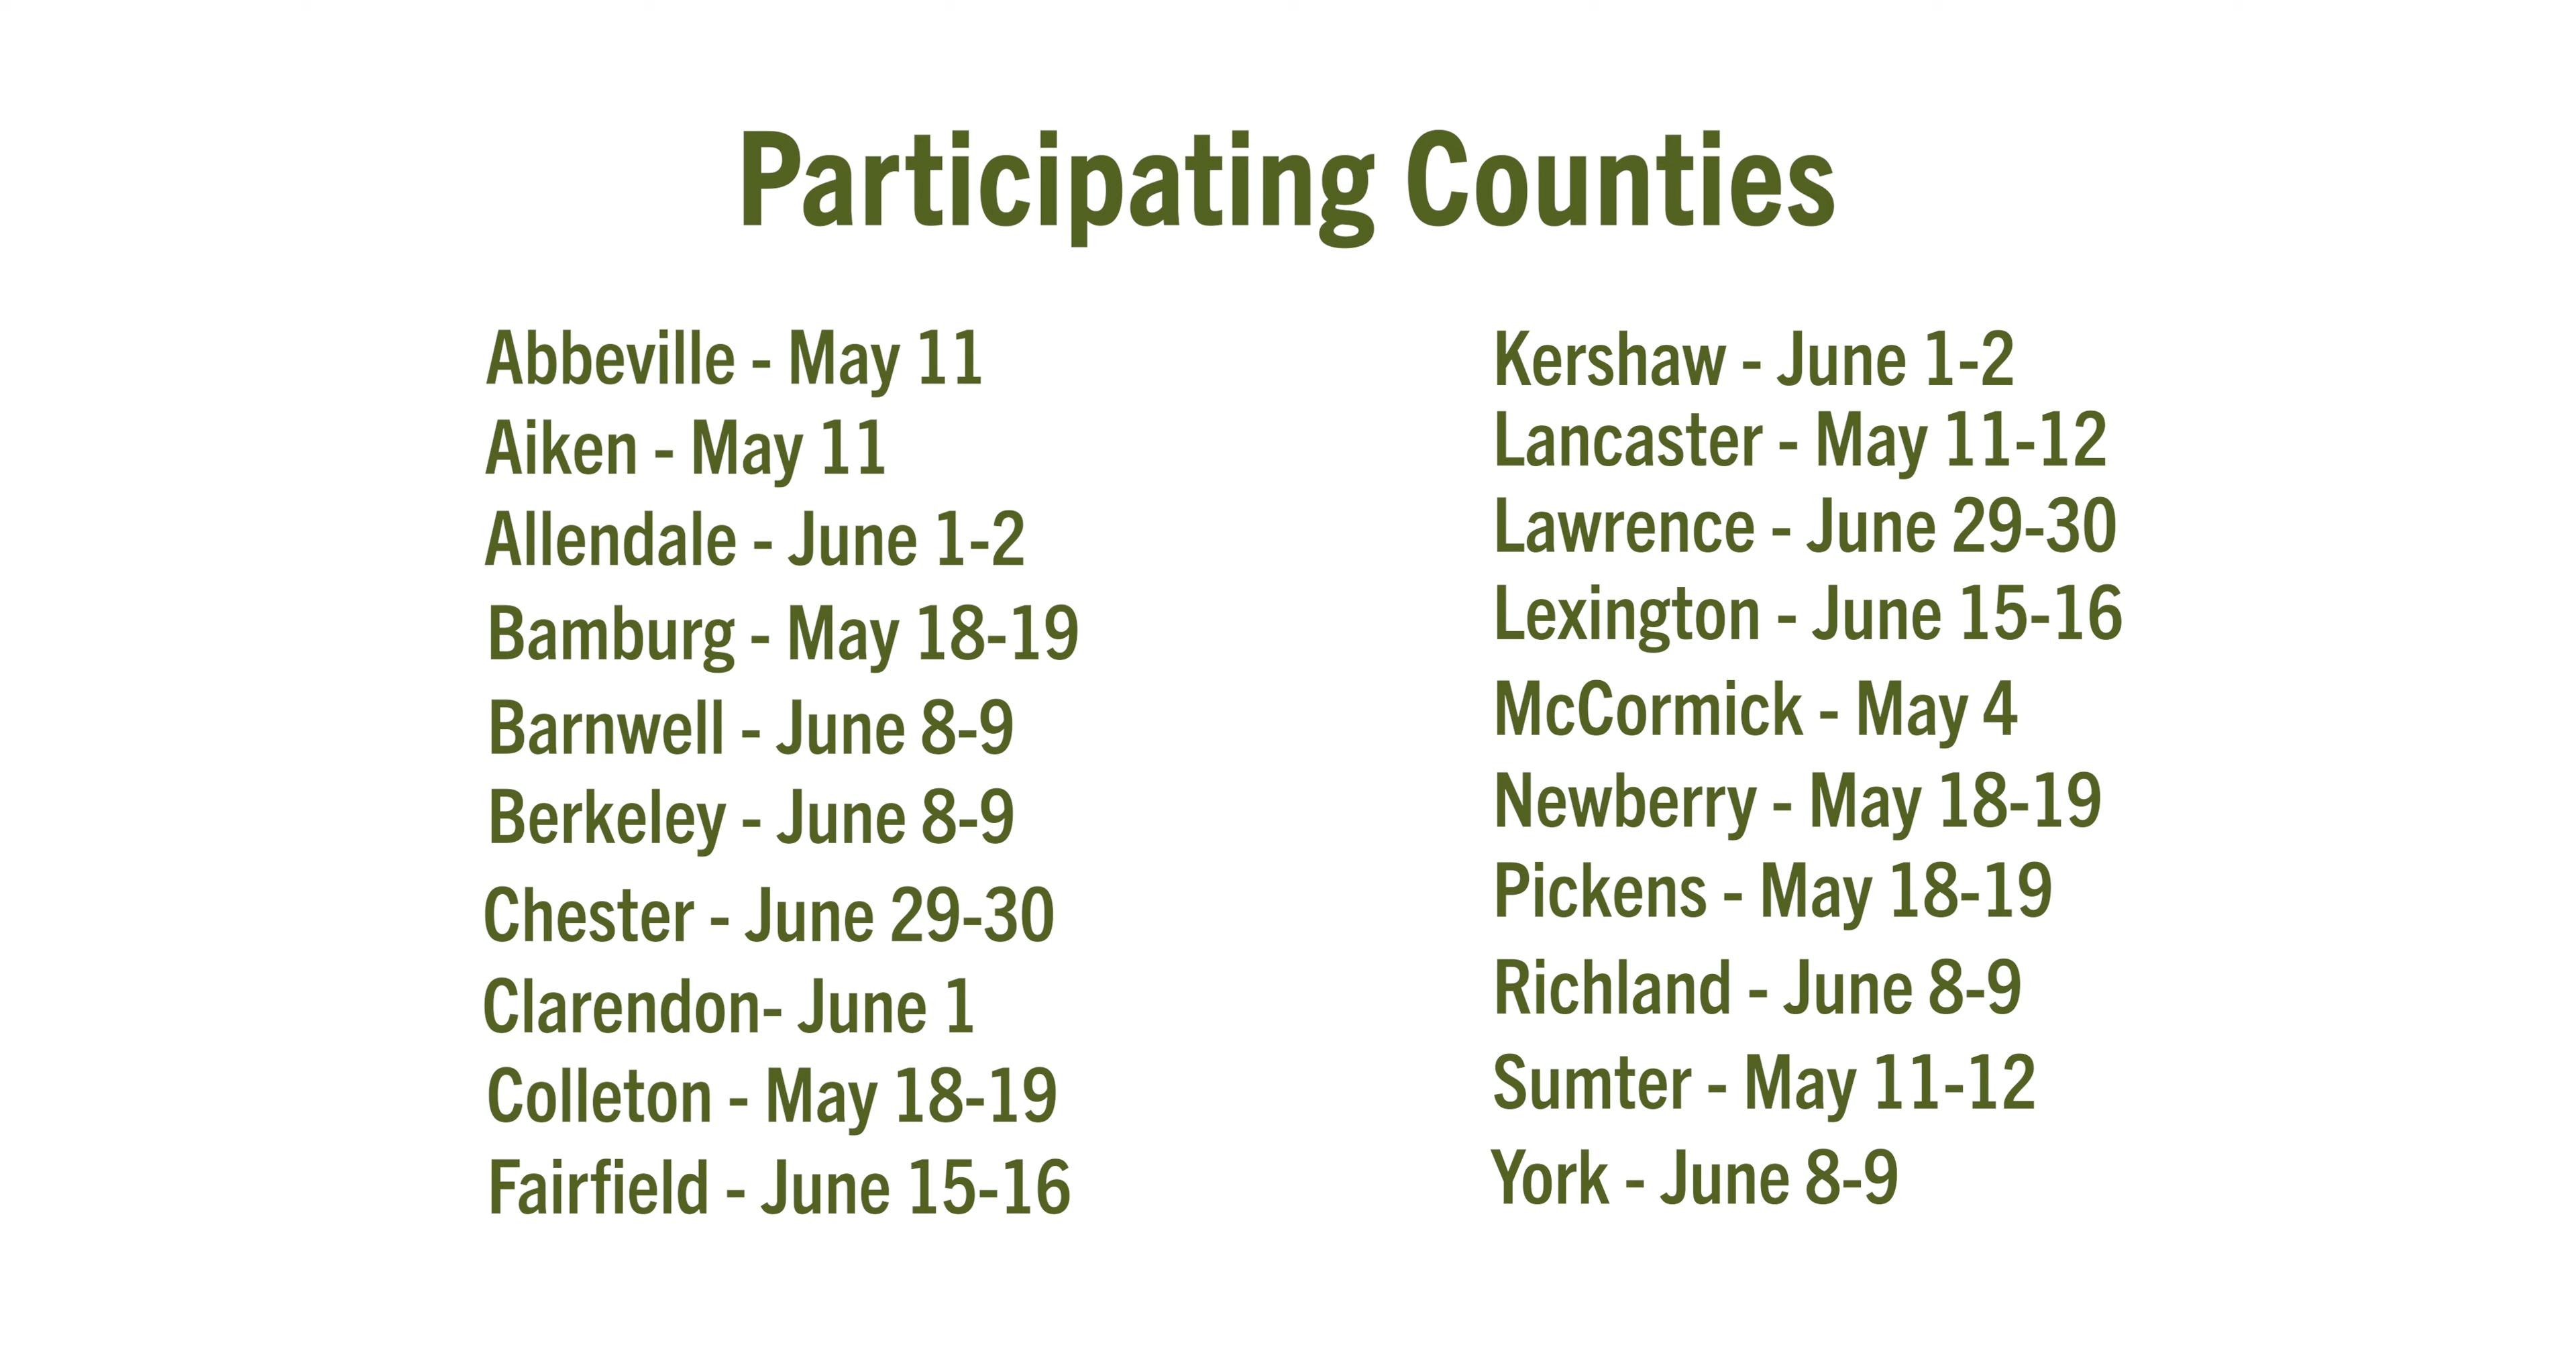 Participating Counties
Abbeville - May 11
Aiken - May 11
Allendale - June 1-2
Bamburg - May 18-19
Barnwell - June 8-9
Berkeley - June 8-9
Chester - June 29-30
Clarendon- June 1
Colleton - May 18-19
Fairfield - June 15-16
Kershaw - June 1-2
Lancaster - May 11-12
Lawrence - June 29-30
Lexington - June 15-16
McCormick - May 4
Newberry - May 18-19
Pickens - May 18-19
Richland - June 8-9
Sumter - May 11-12
York - June 8-9